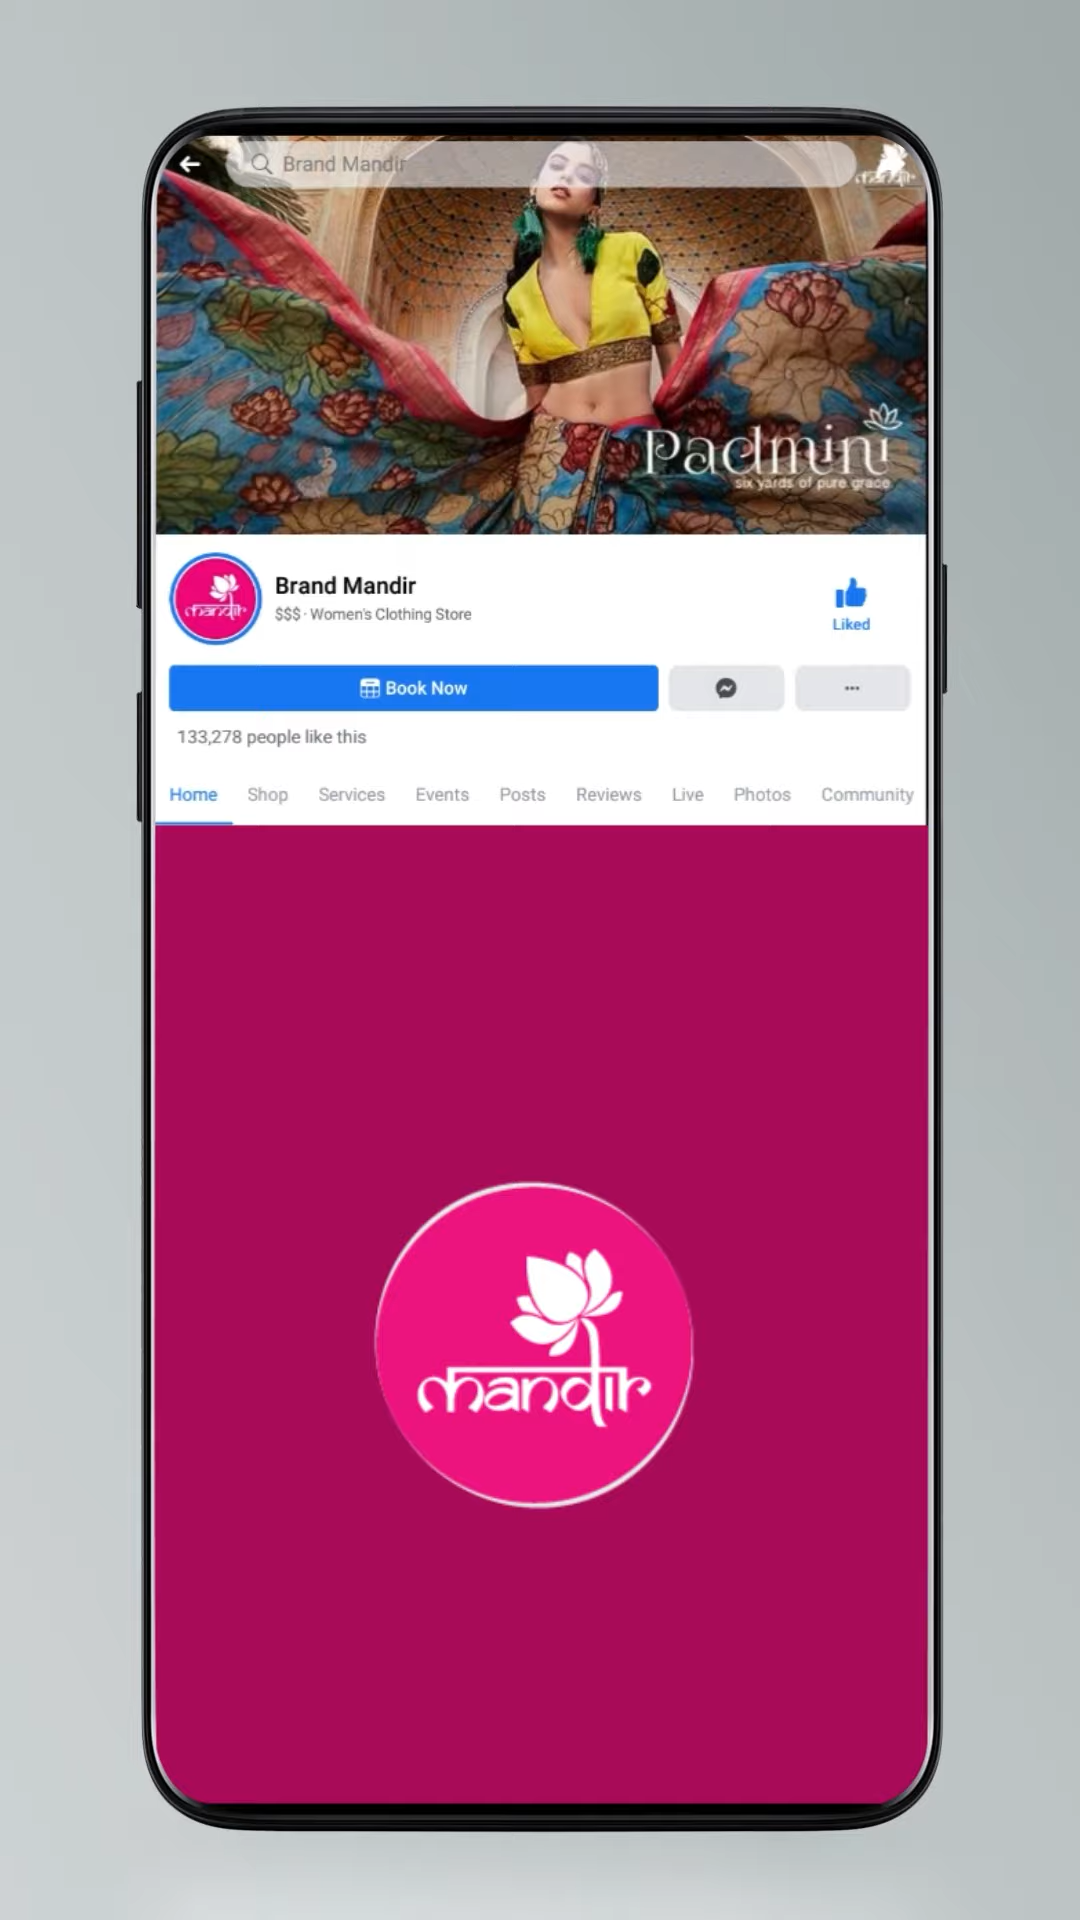 Brand Mandir
mandir
Padmini
six yards of pure grace
mandir
Brand Mandir
$$$ · Women's Clothing Store
Liked
Book Now
...
133,278 people like this
Home Shop Services Events Posts Reviews Live Photos Community
mandir